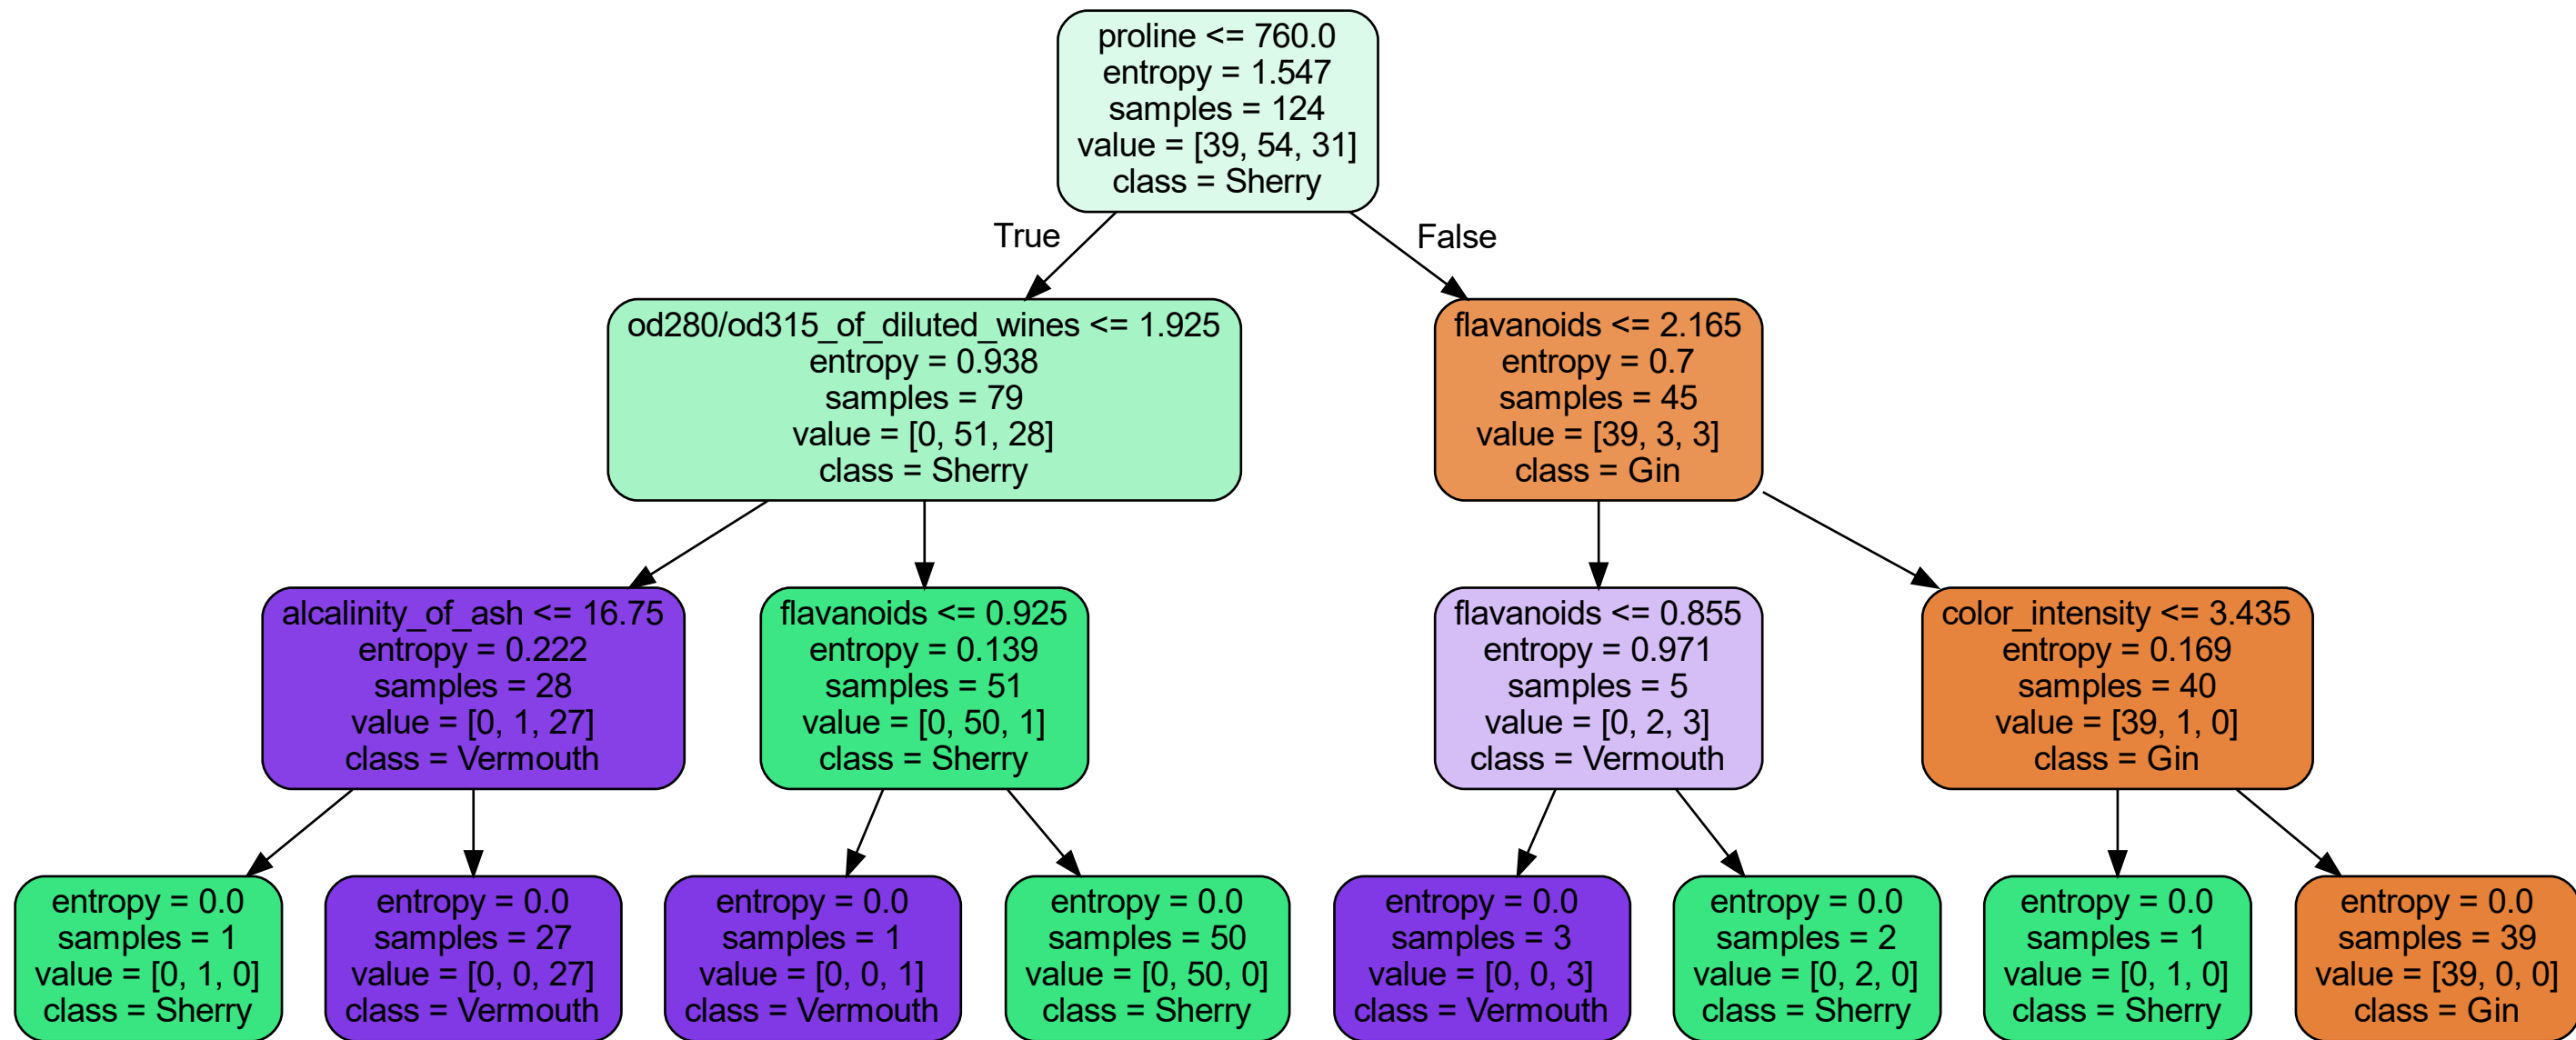 proline <= 760.0
entropy = 1.547
samples = 124
value = [39, 54, 31]
class = Sherry
True
False
od280/od315_of_diluted_wines <= 1.925
entropy = 0.938
samples = 79
value = [0, 51, 28]
class = Sherry
flavanoids <= 2.165
entropy = 0.7
samples = 45
value = [39, 3, 3]
class = Gin
alcalinity_of_ash <= 16.75
entropy = 0.222
samples = 28
value = [0, 1, 27]
class = Vermouth
flavanoids <= 0.925
entropy = 0.139
samples = 51
value = [0, 50, 1]
class = Sherry
flavanoids <= 0.855
entropy = 0.971
samples = 5
value = [0, 2, 3]
class = Vermouth
color_intensity <= 3.435
entropy = 0.169
samples = 40
value = [39, 1, 0]
class = Gin
entropy = 0.0
samples = 1
value = [0, 1, 0]
class = Sherry
entropy = 0.0
samples = 27
value = [0, 0, 27]
class = Vermouth
entropy = 0.0
samples = 1
value = [0, 0, 1]
class = Vermouth
entropy = 0.0
samples = 50
value = [0, 50, 0]
class = Sherry
entropy = 0.0
samples = 3
value = [0, 0, 3]
class = Vermouth
entropy = 0.0
samples = 2
value = [0, 2, 0]
class = Sherry
entropy = 0.0
samples = 1
value = [0, 1, 0]
class = Sherry
entropy = 0.0
samples = 39
value = [39, 0, 0]
class = Gin